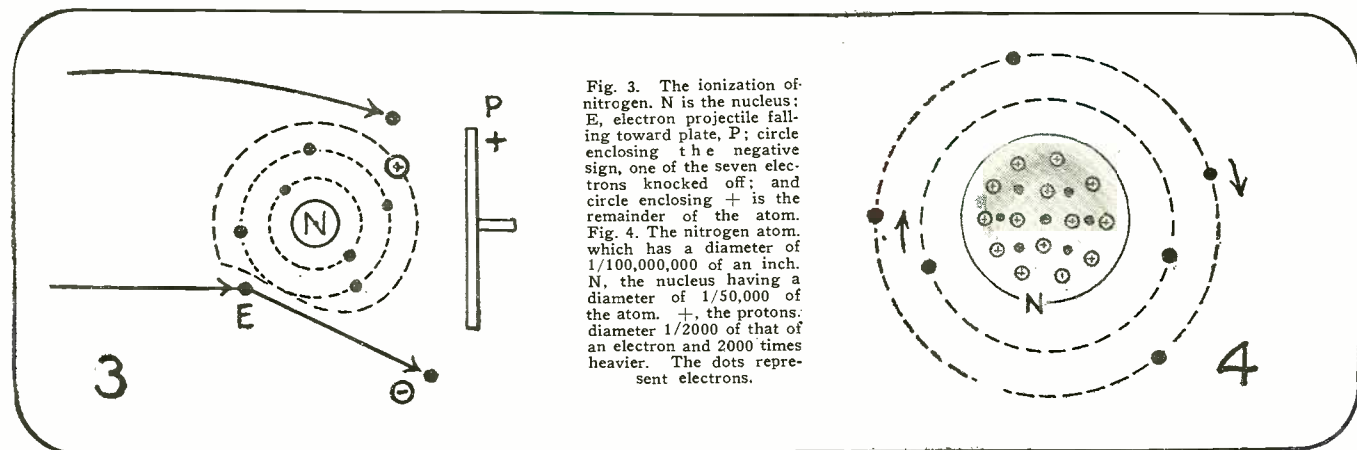 P
+
N
+
E
−
3
Fig. 3. The ionization of
nitrogen. N is the nucleus;
E, electron projectile fall-
ing toward plate, P; circle
enclosing the negative
sign, one of the seven elec-
trons knocked off; and
circle enclosing + is the
remainder of the atom.
Fig. 4. The nitrogen atom.
which has a diameter of
1/100,000,000 of an inch.
N, the nucleus having a
diameter of 1/50,000 of
the atom. +, the protons.
diameter 1/2000 of that of
an electron and 2000 times
heavier. The dots repre-
sent electrons.
+ +
+ + +
+ + + +
+ + +
+ +
N
4